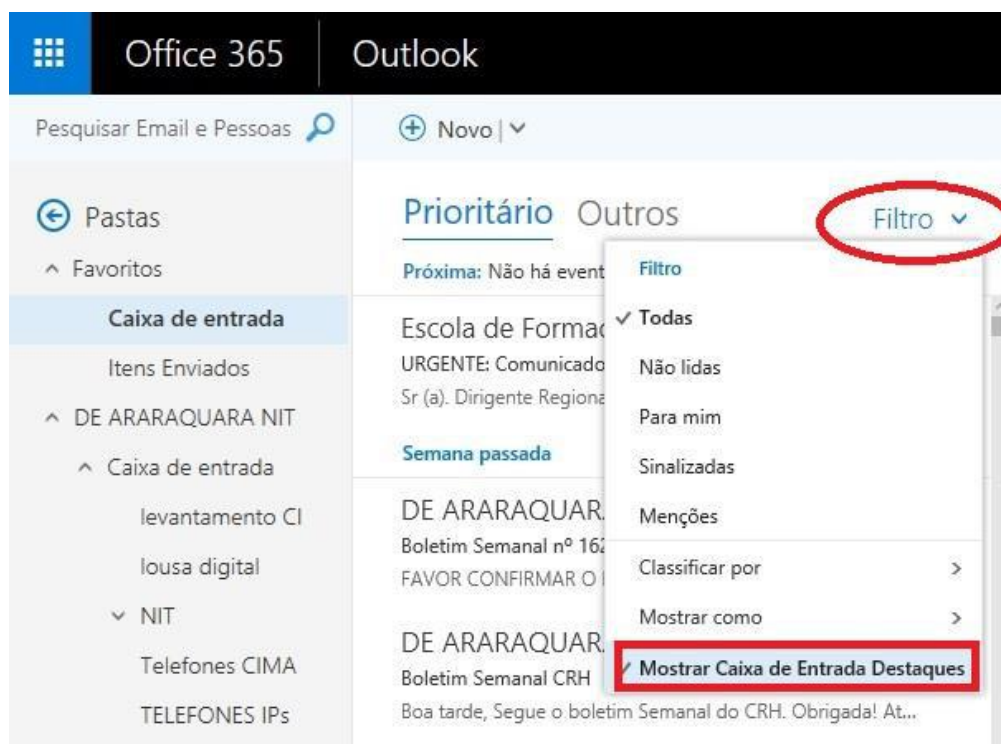 Office 365
Outlook
Pesquisar Email e Pessoas
Novo
Pastas
Favoritos
Caixa de entrada
Itens Enviados
DE ARARAQUARA NIT
Caixa de entrada
levantamento CI
lousa digital
NIT
Telefones CIMA
TELEFONES IPs
Prioritário Outros
Filtro
Próxima: Não há event
Escola de Formaç
URGENTE: Comunicado
Sr (a). Dirigente Regiona
Semana passada
DE ARARAQUAR
Boletim Semanal nº 162
FAVOR CONFIRMAR O
DE ARARAQUAR
Boletim Semanal CRH
Boa tarde, Segue o boletim Semanal do CRH. Obrigada! At...
Filtro
Todas
Não lidas
Para mim
Sinalizadas
Menções
Classificar por
Mostrar como
Mostrar Caixa de Entrada Destaques